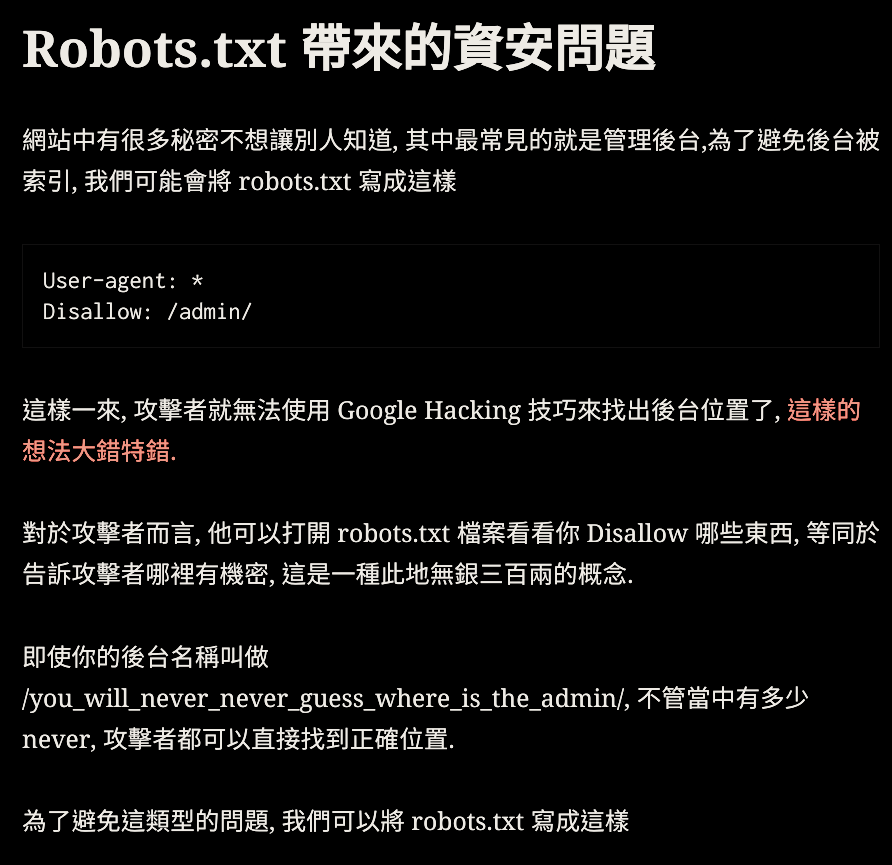 Robots.txt 帶來的資安問題
網站中有很多秘密不想讓別人知道, 其中最常見的就是管理後台,為了避免後台被
索引, 我們可能會將 robots.txt 寫成這樣
User-agent: *
Disallow: /admin/
這樣一來, 攻擊者就無法使用 Google Hacking 技巧來找出後台位置了, 這樣的
想法大錯特錯.
對於攻擊者而言, 他可以打開 robots.txt 檔案看看你 Disallow 哪些東西, 等同於
告訴攻擊者哪裡有機密, 這是一種此地無銀三百兩的概念.
即使你的後台名稱叫做
/you_will_never_never_guess_where_is_the_admin/, 不管當中有多少
never, 攻擊者都可以直接找到正確位置.
為了避免這類型的問題, 我們可以將 robots.txt 寫成這樣